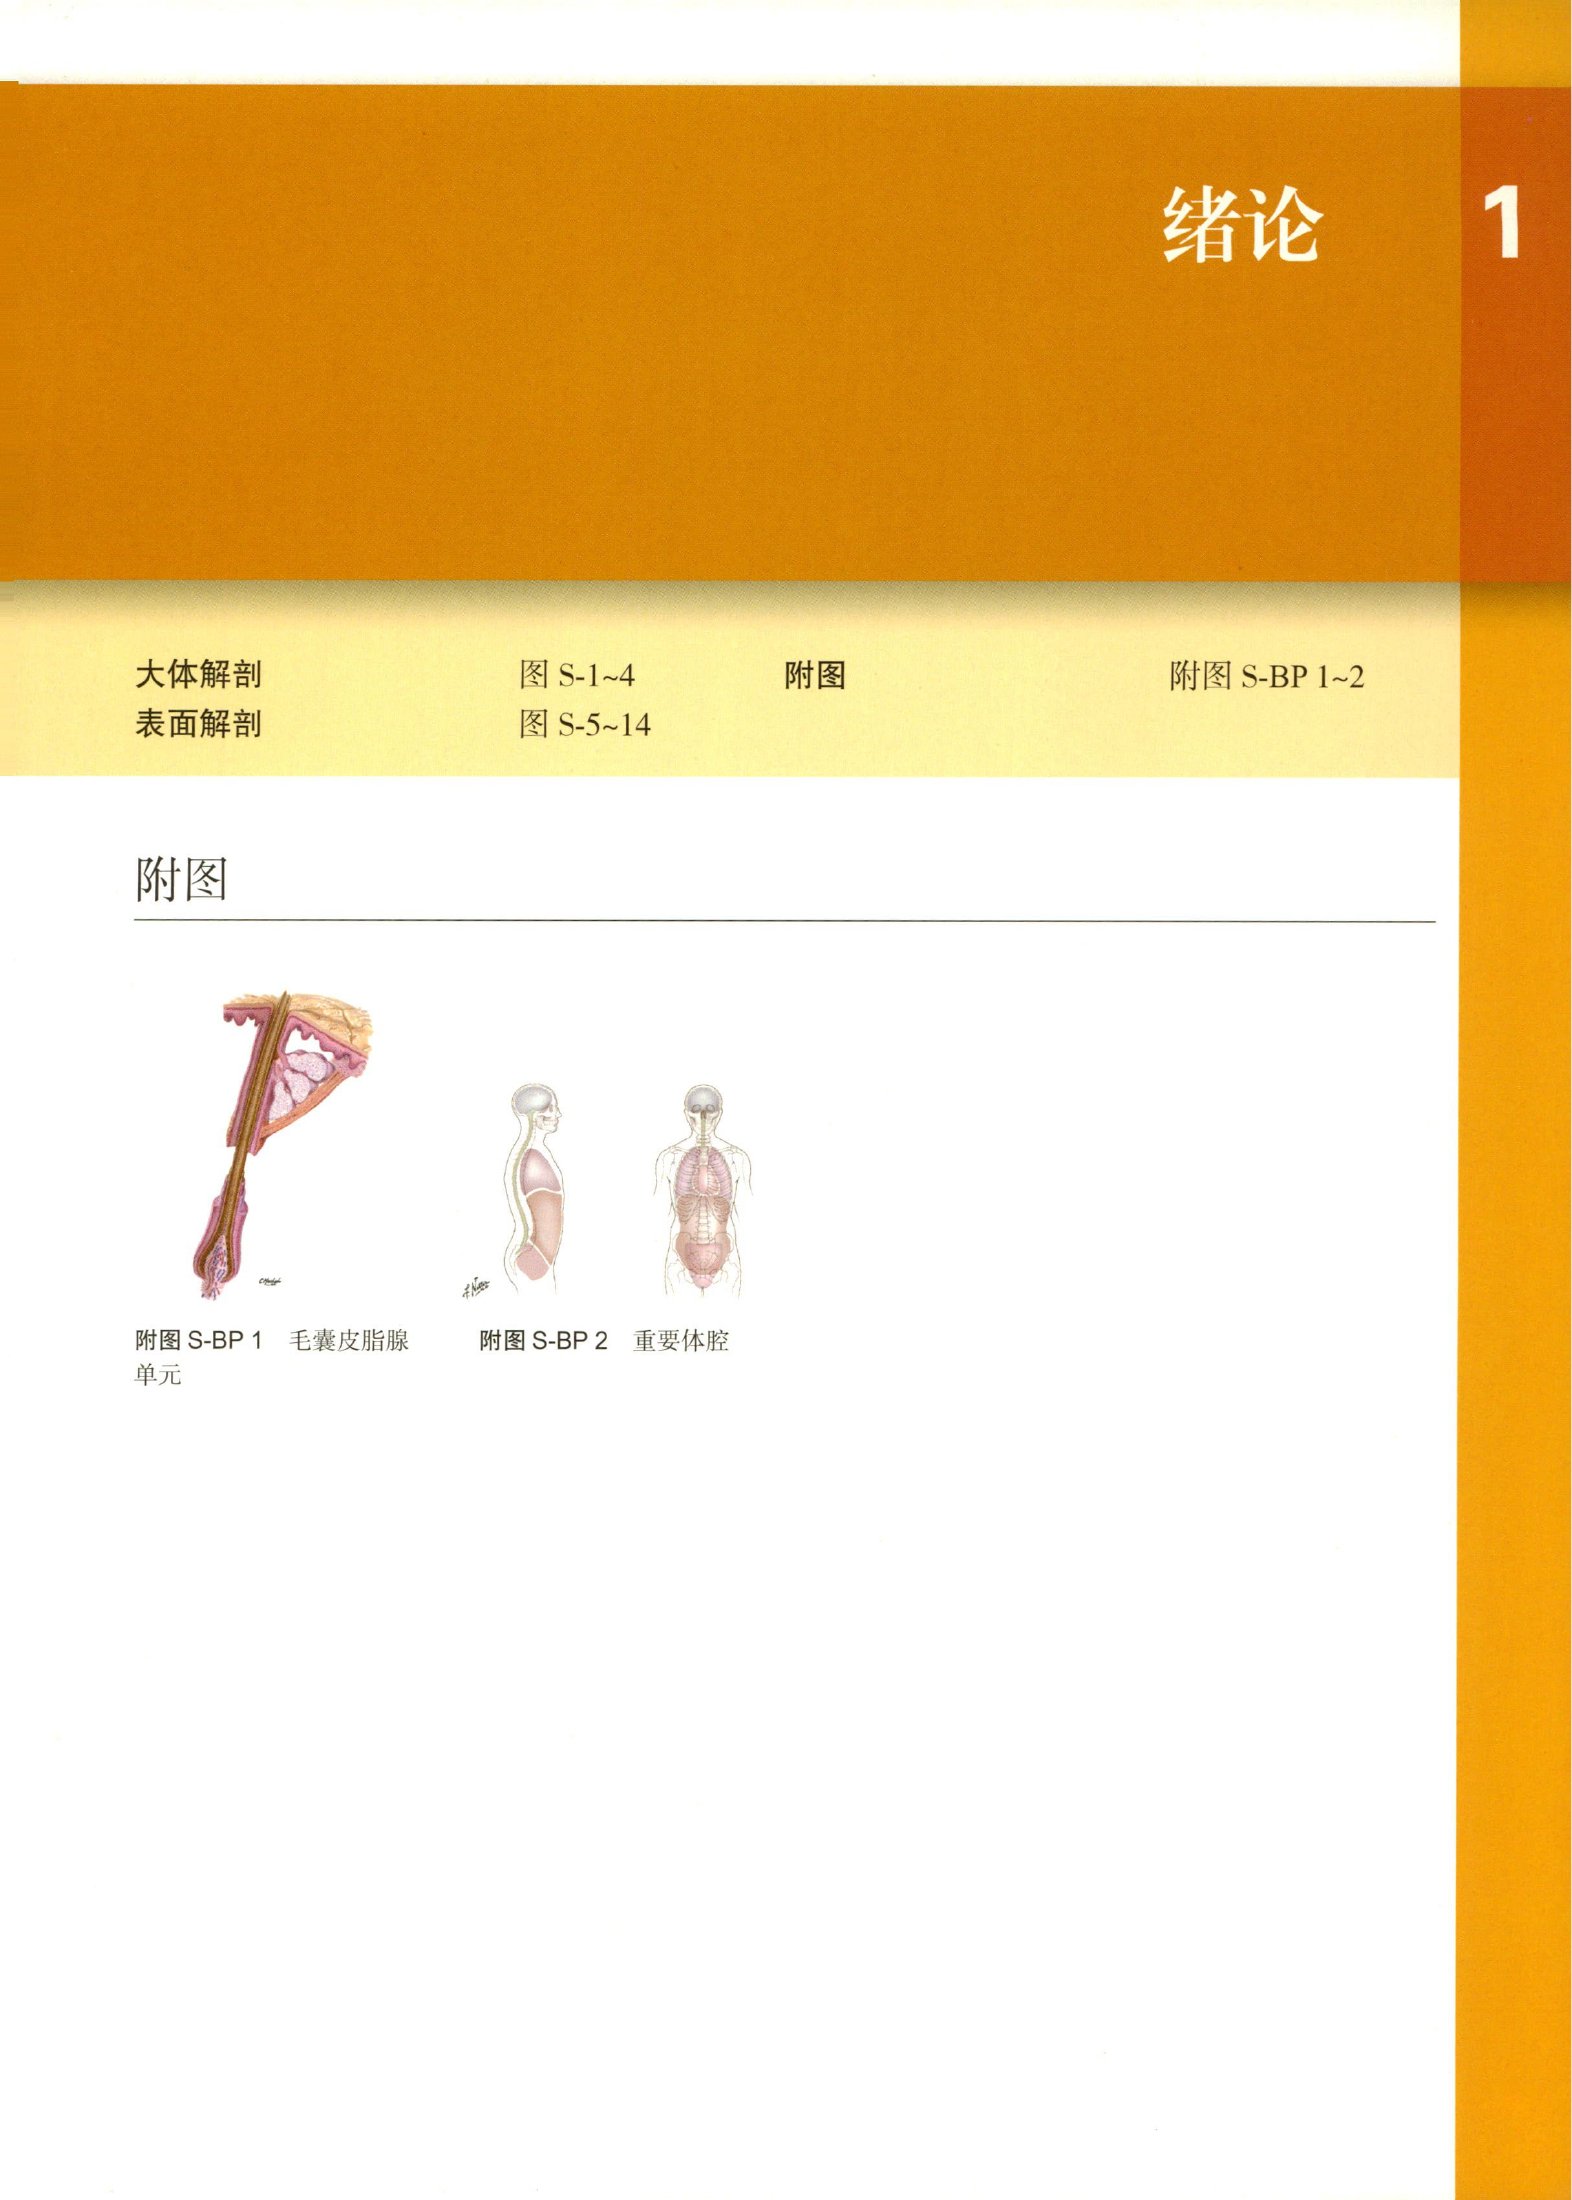 绪论 1
大体解剖 图 S-1~4 附图 附图 S-BP 1~2
表面解剖 图 S-5~14
附图
附图 S-BP 1 毛囊皮脂腺 附图 S-BP 2 重要体腔
单元